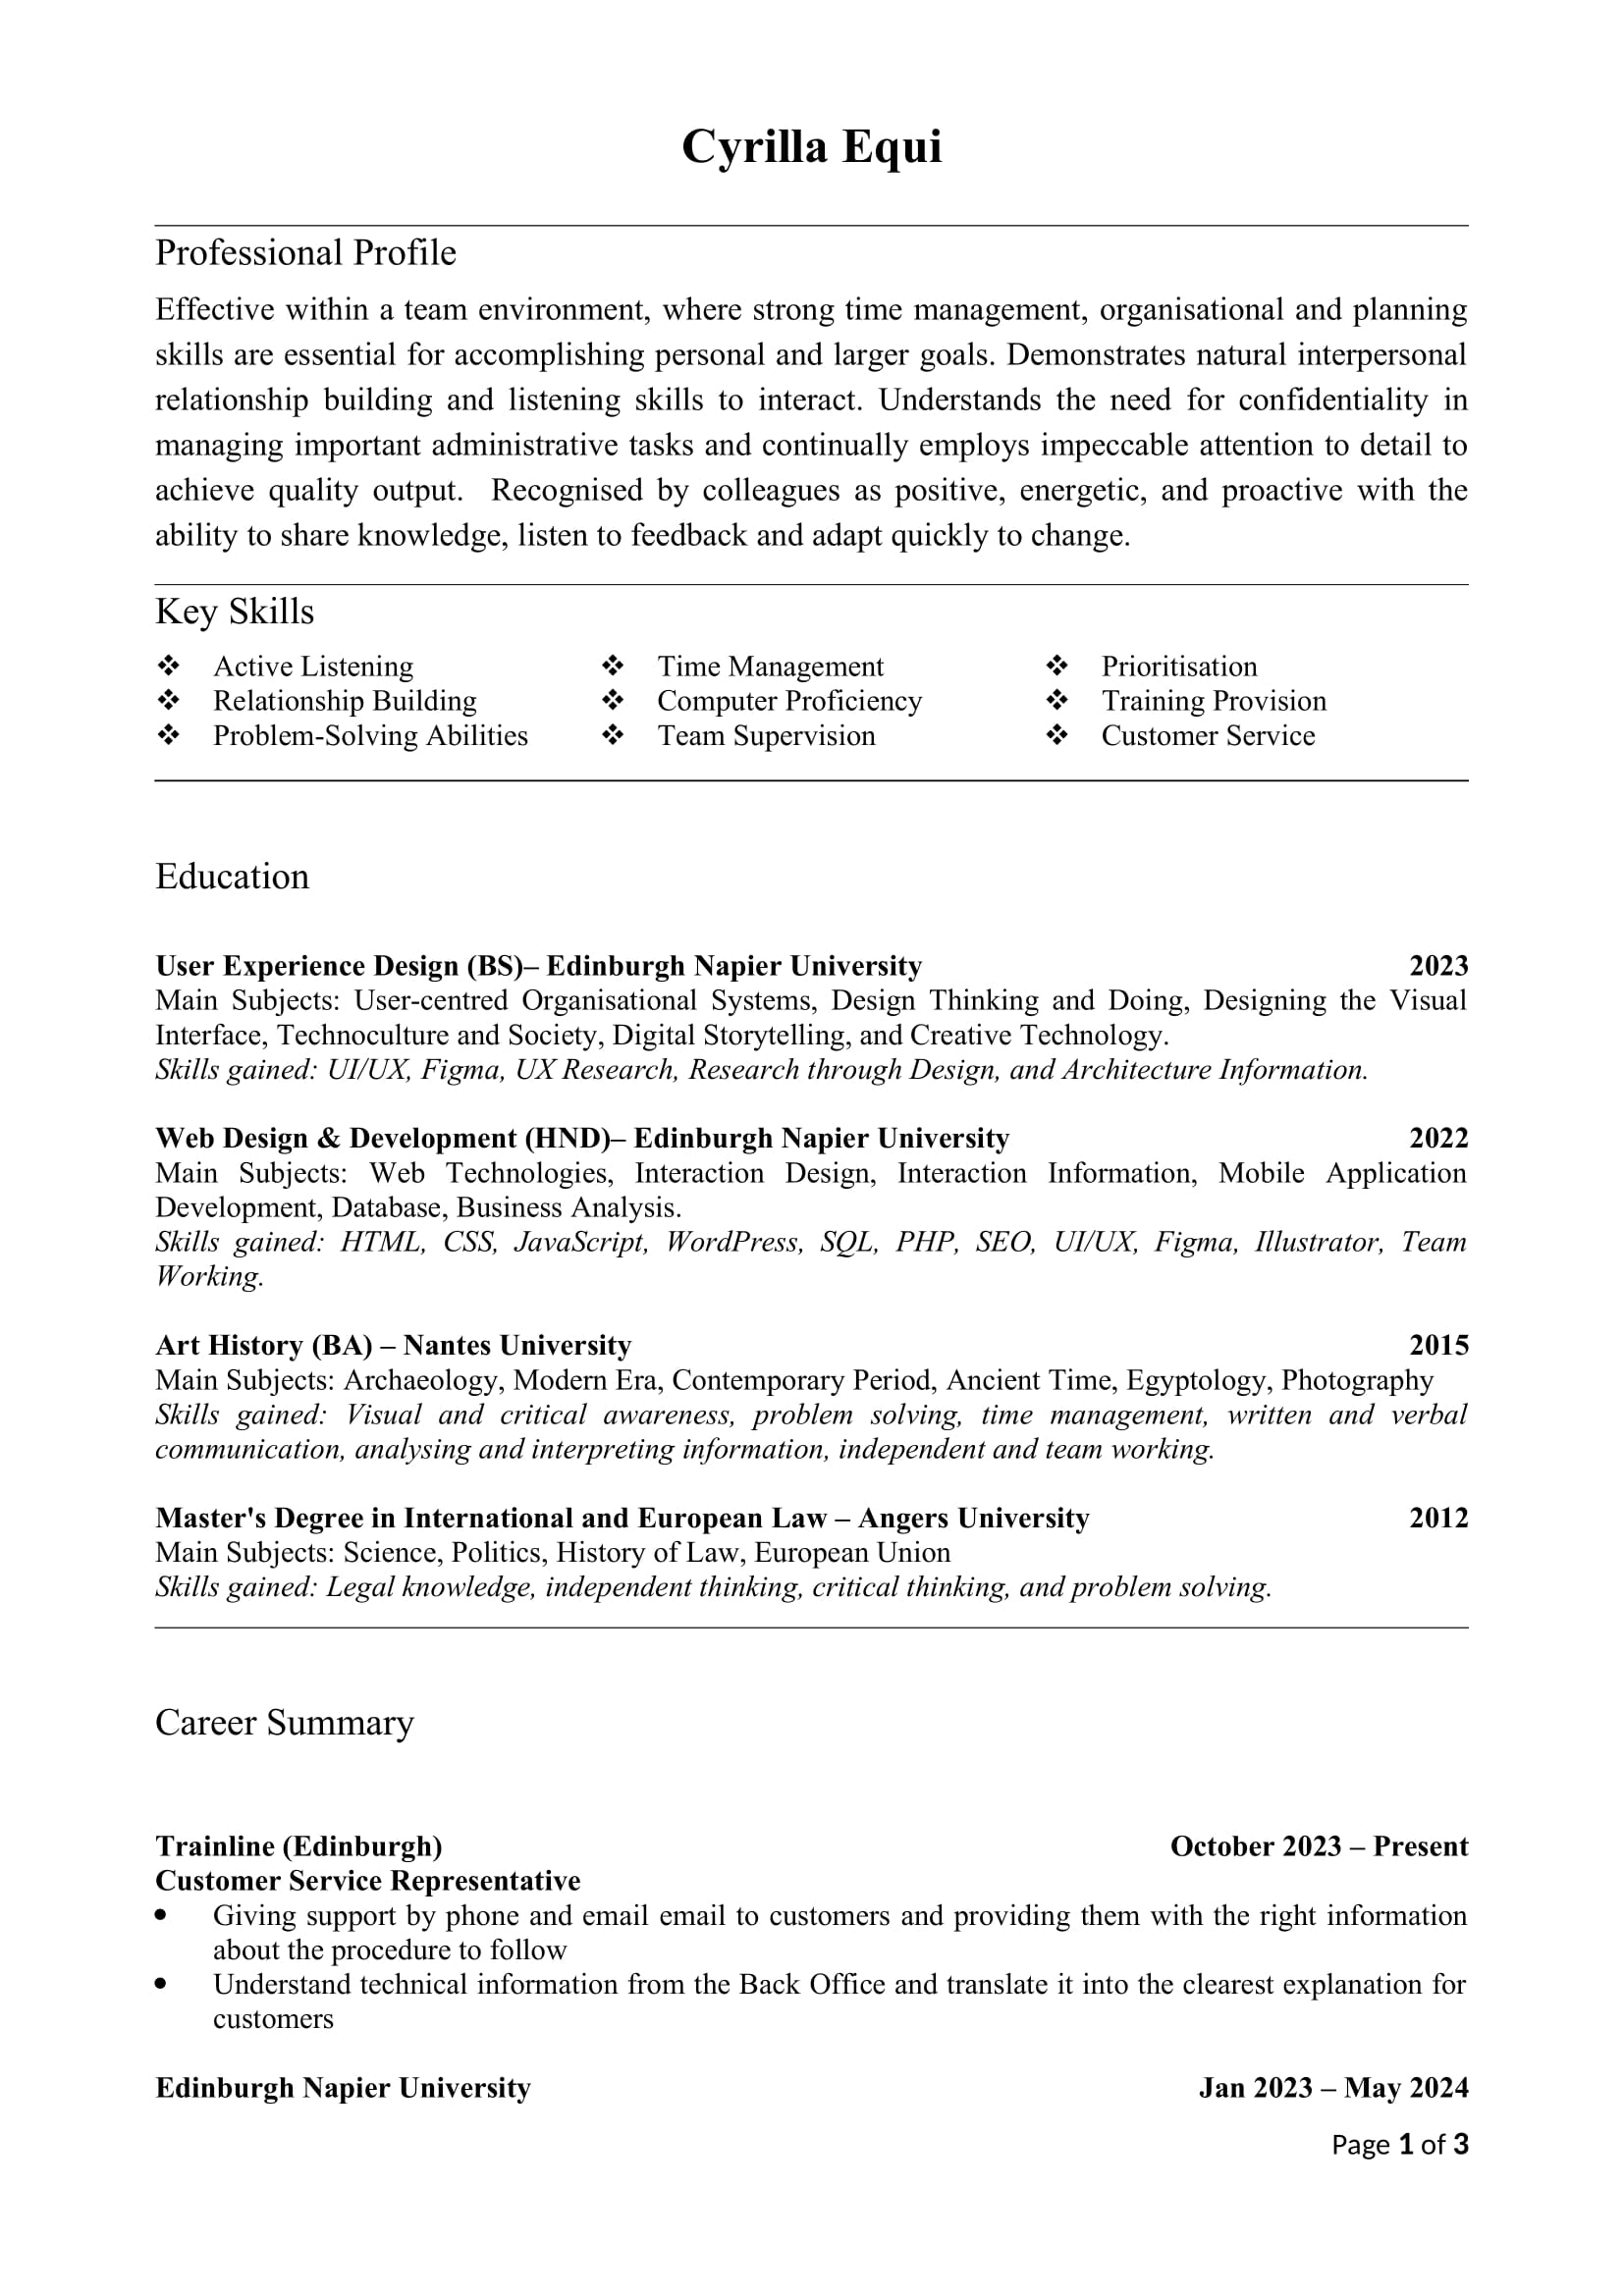 Cyrilla Equi
Professional Profile
Effective within a team environment, where strong time management, organisational and planning
skills are essential for accomplishing personal and larger goals. Demonstrates natural interpersonal
relationship building and listening skills to interact. Understands the need for confidentiality in
managing important administrative tasks and continually employs impeccable attention to detail to
achieve quality output.  Recognised by colleagues as positive, energetic, and proactive with the
ability to share knowledge, listen to feedback and adapt quickly to change.
Key Skills
❖ Active Listening ❖ Time Management ❖ Prioritisation
❖ Relationship Building ❖ Computer Proficiency ❖ Training Provision
❖ Problem-Solving Abilities ❖ Team Supervision ❖ Customer Service
Education
User Experience Design (BS)– Edinburgh Napier University 2023
Main Subjects: User-centred Organisational Systems, Design Thinking and Doing, Designing the Visual
Interface, Technoculture and Society, Digital Storytelling, and Creative Technology.
Skills gained: UI/UX, Figma, UX Research, Research through Design, and Architecture Information.
Web Design & Development (HND)– Edinburgh Napier University 2022
Main Subjects: Web Technologies, Interaction Design, Interaction Information, Mobile Application
Development, Database, Business Analysis.
Skills gained: HTML, CSS, JavaScript, WordPress, SQL, PHP, SEO, UI/UX, Figma, Illustrator, Team
Working.
Art History (BA) – Nantes University 2015
Main Subjects: Archaeology, Modern Era, Contemporary Period, Ancient Time, Egyptology, Photography
Skills gained: Visual and critical awareness, problem solving, time management, written and verbal
communication, analysing and interpreting information, independent and team working.
Master's Degree in International and European Law – Angers University 2012
Main Subjects: Science, Politics, History of Law, European Union
Skills gained: Legal knowledge, independent thinking, critical thinking, and problem solving.
Career Summary
Trainline (Edinburgh) October 2023 – Present
Customer Service Representative
• Giving support by phone and email email to customers and providing them with the right information
about the procedure to follow
• Understand technical information from the Back Office and translate it into the clearest explanation for
customers
Edinburgh Napier University Jan 2023 – May 2024
Page 1 of 3